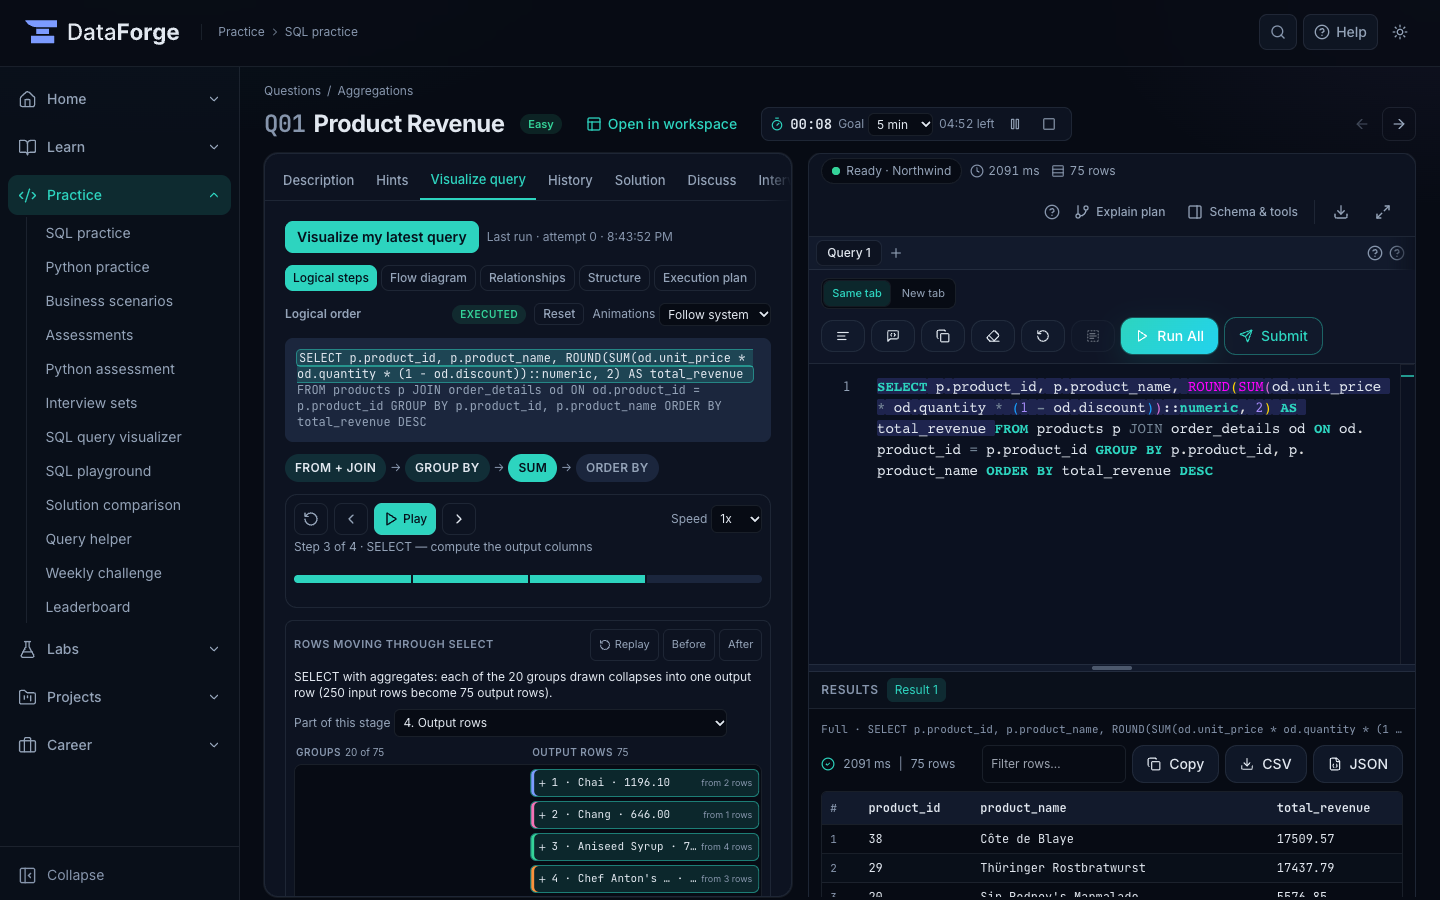 DataForge
Practice > SQL practice
Help
Home
Learn
Practice
SQL practice
Python practice
Business scenarios
Assessments
Python assessment
Interview sets
SQL query visualizer
SQL playground
Solution comparison
Query helper
Weekly challenge
Leaderboard
Labs
Projects
Career
Collapse
Questions / Aggregations
Q01 Product Revenue
Easy
Open in workspace
00:08 Goal 5 min 04:52 left
Description Hints Visualize query History Solution Discuss Inter
Visualize my latest query
Last run · attempt 0 · 8:43:52 PM
Logical steps Flow diagram Relationships Structure Execution plan
Logical order EXECUTED Reset Animations Follow system
SELECT p.product_id, p.product_name, ROUND(SUM(od.unit_price *
od.quantity * (1 - od.discount))::numeric, 2) AS total_revenue
FROM products p JOIN order_details od ON od.product_id =
p.product_id GROUP BY p.product_id, p.product_name ORDER BY
total_revenue DESC
FROM + JOIN → GROUP BY → SUM → ORDER BY
Play
Speed 1x
Step 3 of 4 · SELECT — compute the output columns
ROWS MOVING THROUGH SELECT
Replay Before After
SELECT with aggregates: each of the 20 groups drawn collapses into one output
row (250 input rows become 75 output rows).
Part of this stage 4. Output rows
GROUPS 20 of 75
OUTPUT ROWS 75
+ 1 · Chai · 1196.10 from 2 rows
+ 2 · Chang · 646.00 from 1 rows
+ 3 · Aniseed Syrup · 7… from 4 rows
+ 4 · Chef Anton's … · … from 3 rows
Ready · Northwind 2091 ms 75 rows
Explain plan Schema & tools
Query 1 +
Same tab New tab
Run All Submit
1
SELECT p.product_id, p.product_name, ROUND(SUM(od.unit_price
* od.quantity * (1 - od.discount))::numeric, 2) AS
total_revenue FROM products p JOIN order_details od ON od.
product_id = p.product_id GROUP BY p.product_id, p.
product_name ORDER BY total_revenue DESC
RESULTS Result 1
Full · SELECT p.product_id, p.product_name, ROUND(SUM(od.unit_price * od.quantity * (1 …
2091 ms | 75 rows Filter rows... Copy CSV JSON
# product_id product_name total_revenue
1 38 Côte de Blaye 17509.57
2 29 Thüringer Rostbratwurst 17437.79
20 Sir Rodney's Marmalade 5576.85